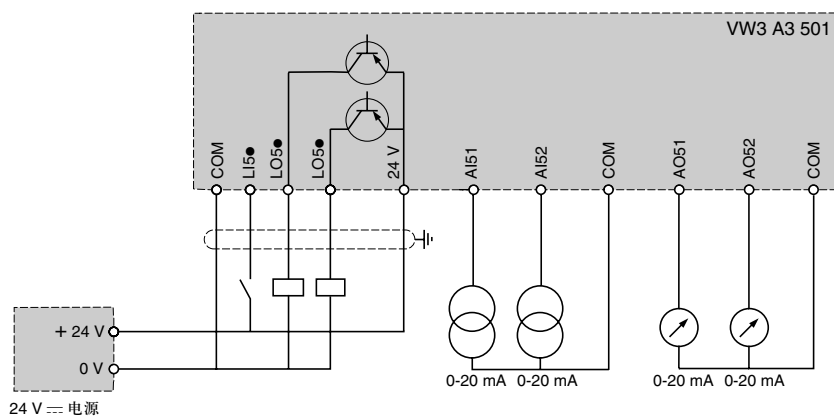 VW3 A3 501
COM
LI5●
LO5●
LO5●
24 V
AI51
AI52
COM
AO51
AO52
COM
+ 24 V
0 V
0-20 mA
0-20 mA
0-20 mA
0-20 mA
24 V ⎓ 电源